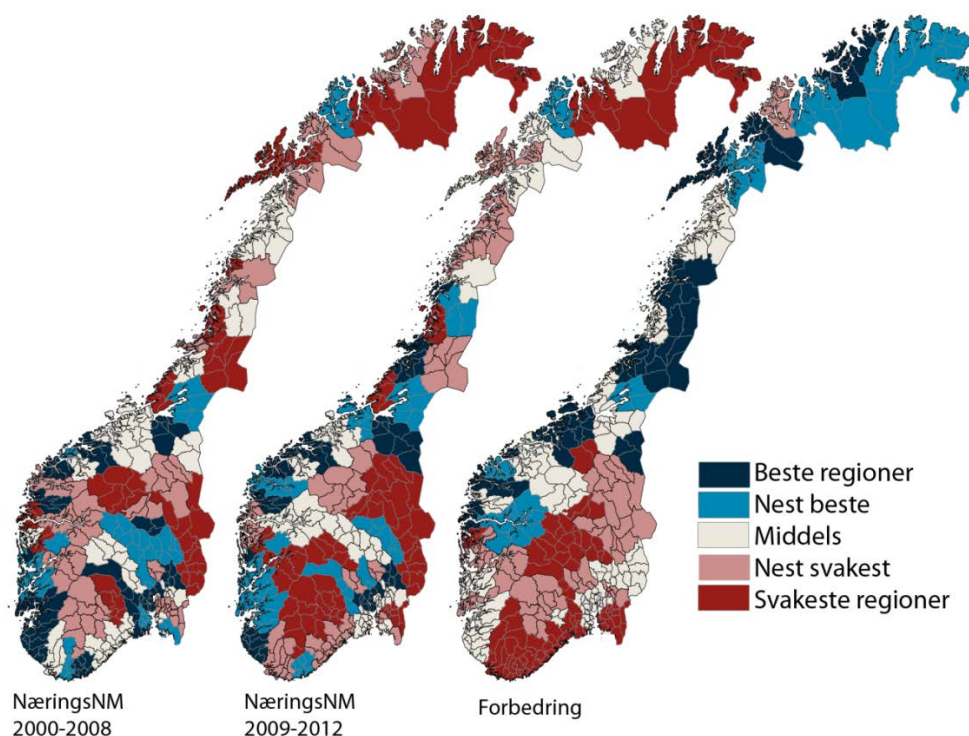 Beste regioner
Nest beste
Middels
Nest svakest
Svakeste regioner
NæringsNM
2000-2008
NæringsNM
2009-2012
Forbedring